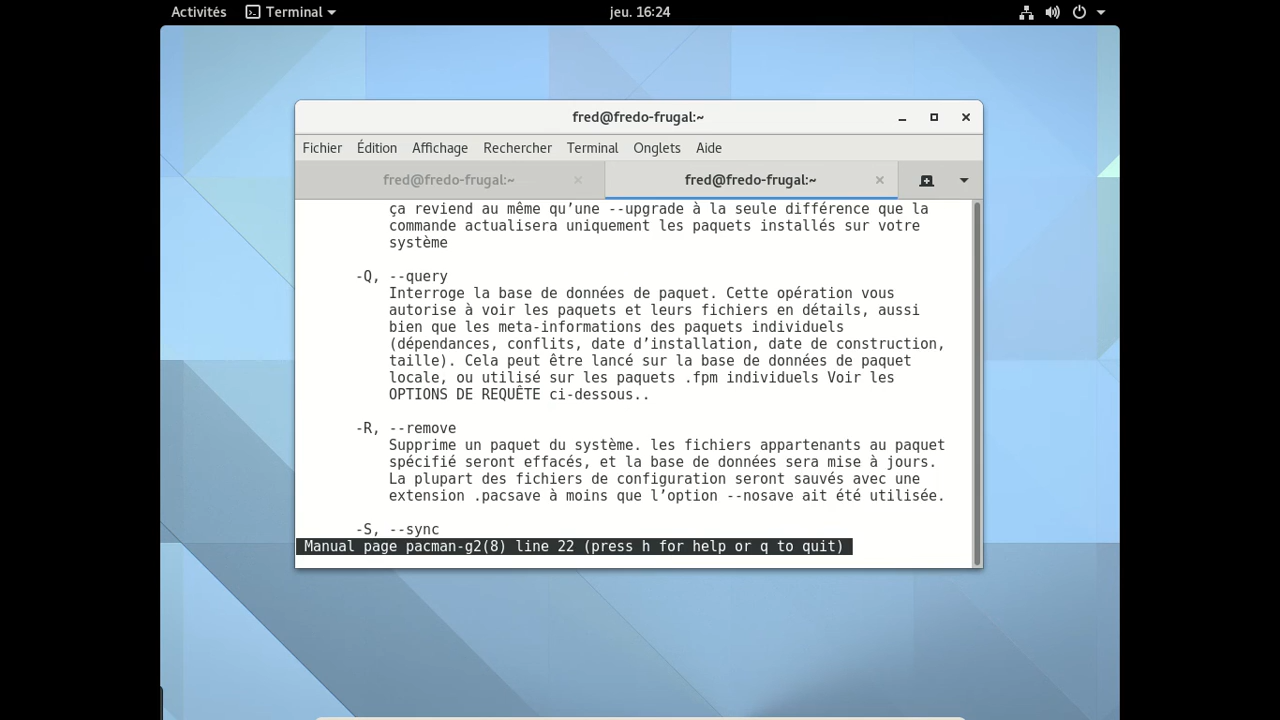 Activités Terminal jeu. 16:24
fred@fredo-frugal:~
Fichier Édition Affichage Rechercher Terminal Onglets Aide
fred@fredo-frugal:~ fred@fredo-frugal:~
ça revient au même qu’une --upgrade à la seule différence que la
commande actualisera uniquement les paquets installés sur votre
système
-Q, --query
Interroge la base de données de paquet. Cette opération vous
autorise à voir les paquets et leurs fichiers en détails, aussi
bien que les meta-informations des paquets individuels
(dépendances, conflits, date d’installation, date de construction,
taille). Cela peut être lancé sur la base de données de paquet
locale, ou utilisé sur les paquets .fpm individuels Voir les
OPTIONS DE REQUÊTE ci-dessous..
-R, --remove
Supprime un paquet du système. les fichiers appartenants au paquet
spécifié seront effacés, et la base de données sera mise à jours.
La plupart des fichiers de configuration seront sauvés avec une
extension .pacsave à moins que l’option --nosave ait été utilisée.
-S, --sync
Manual page pacman-g2(8) line 22 (press h for help or q to quit)